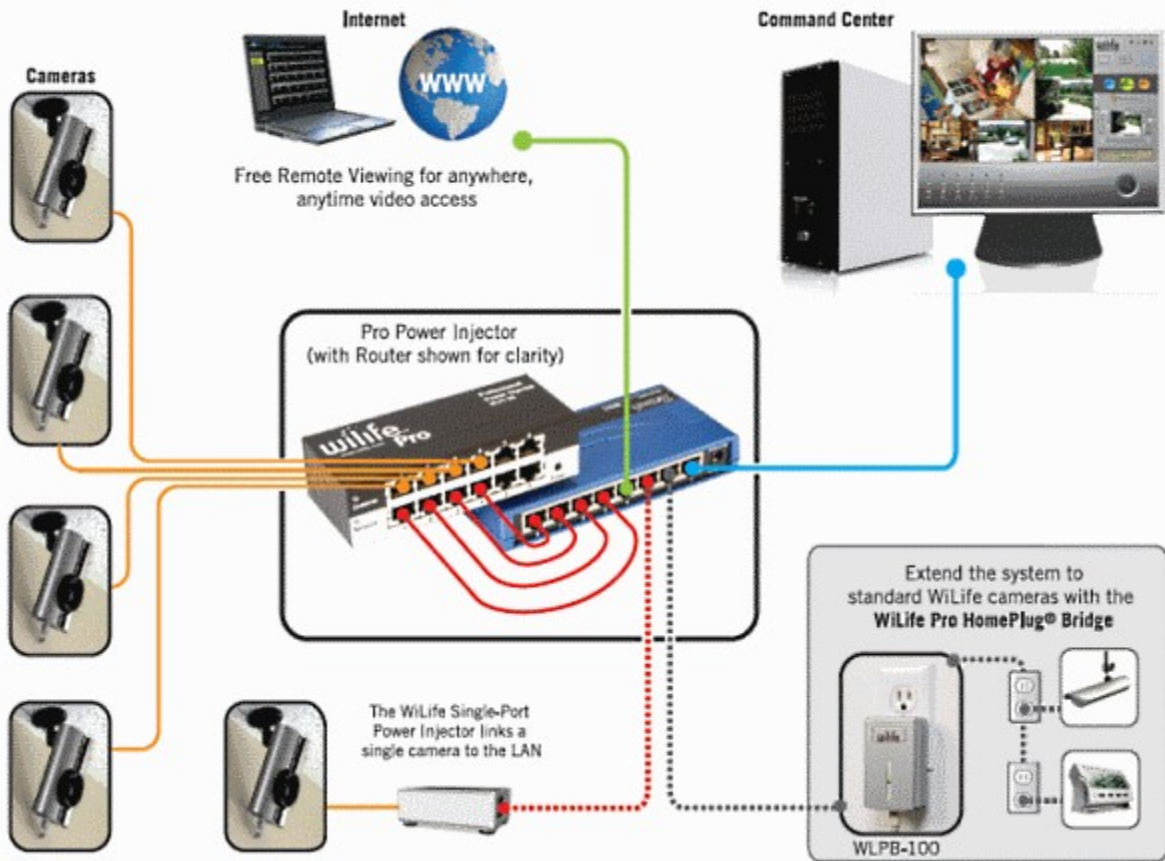 Internet
Command Center
Cameras
WWW
wilife
Free Remote Viewing for anywhere,
anytime video access
Pro Power Injector
(with Router shown for clarity)
wilife
Pro
Extend the system to
standard WiLife cameras with the
WiLife Pro HomePlug® Bridge
The WiLife Single-Port
Power Injector links a
single camera to the LAN
wilife
WLPB-100